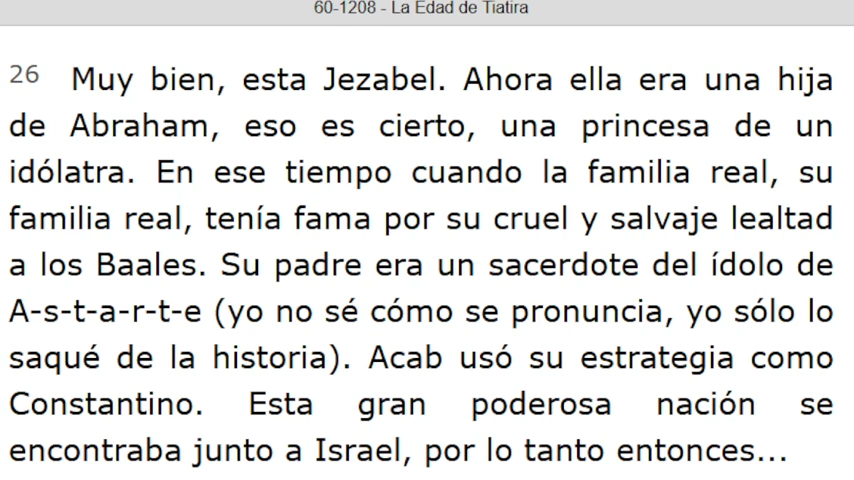 60-1208 - La Edad de Tiatira
26 Muy bien, esta Jezabel. Ahora ella era una hija
de Abraham, eso es cierto, una princesa de un
idólatra. En ese tiempo cuando la familia real, su
familia real, tenía fama por su cruel y salvaje lealtad
a los Baales. Su padre era un sacerdote del ídolo de
A-s-t-a-r-t-e (yo no sé cómo se pronuncia, yo sólo lo
saqué de la historia). Acab usó su estrategia como
Constantino. Esta gran poderosa nación se
encontraba junto a Israel, por lo tanto entonces...